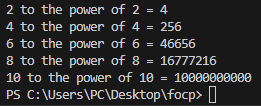 2 to the power of 2 = 4
4 to the power of 4 = 256
6 to the power of 6 = 46656
8 to the power of 8 = 16777216
10 to the power of 10 = 10000000000
PS C:\Users\PC\Desktop\focp>